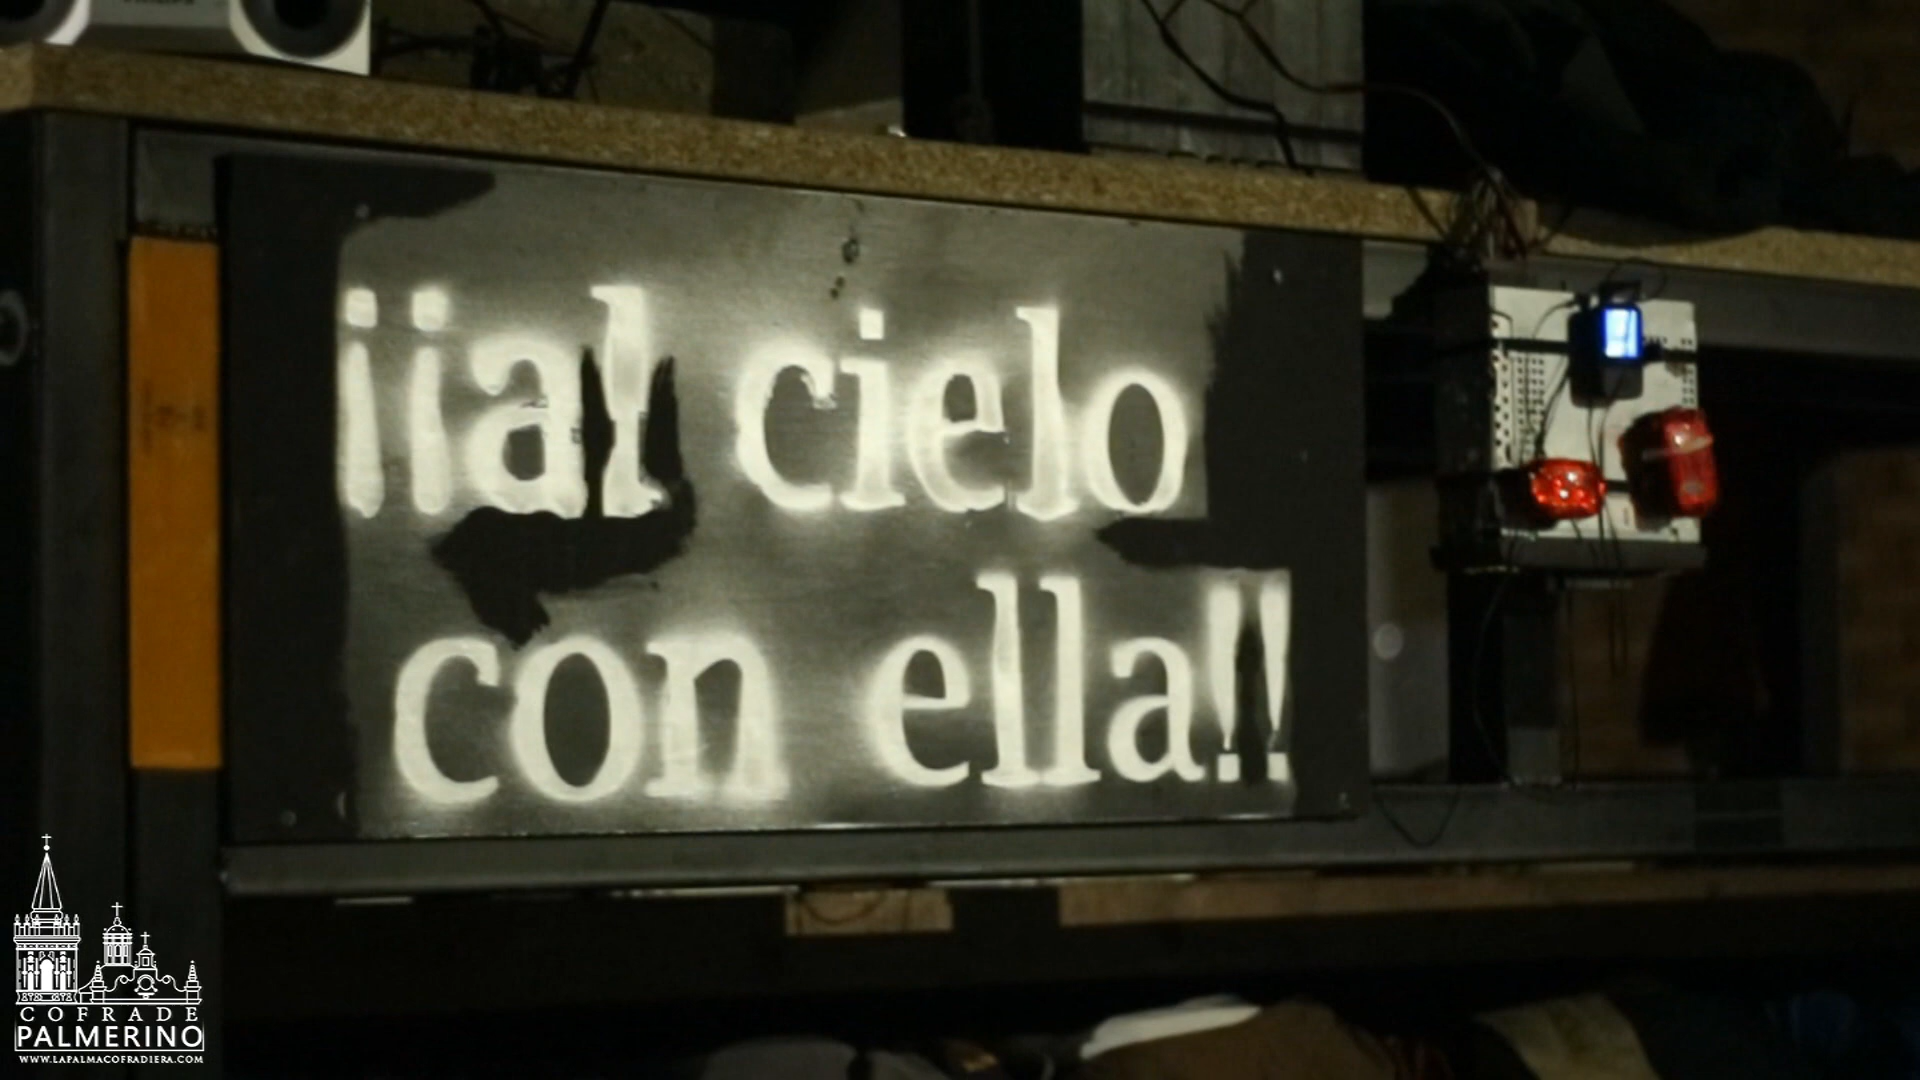 ¡¡al cielo
con ella!!
COFRADE
PALMERINO
WWW.LAPALMACOFRADIERA.COM